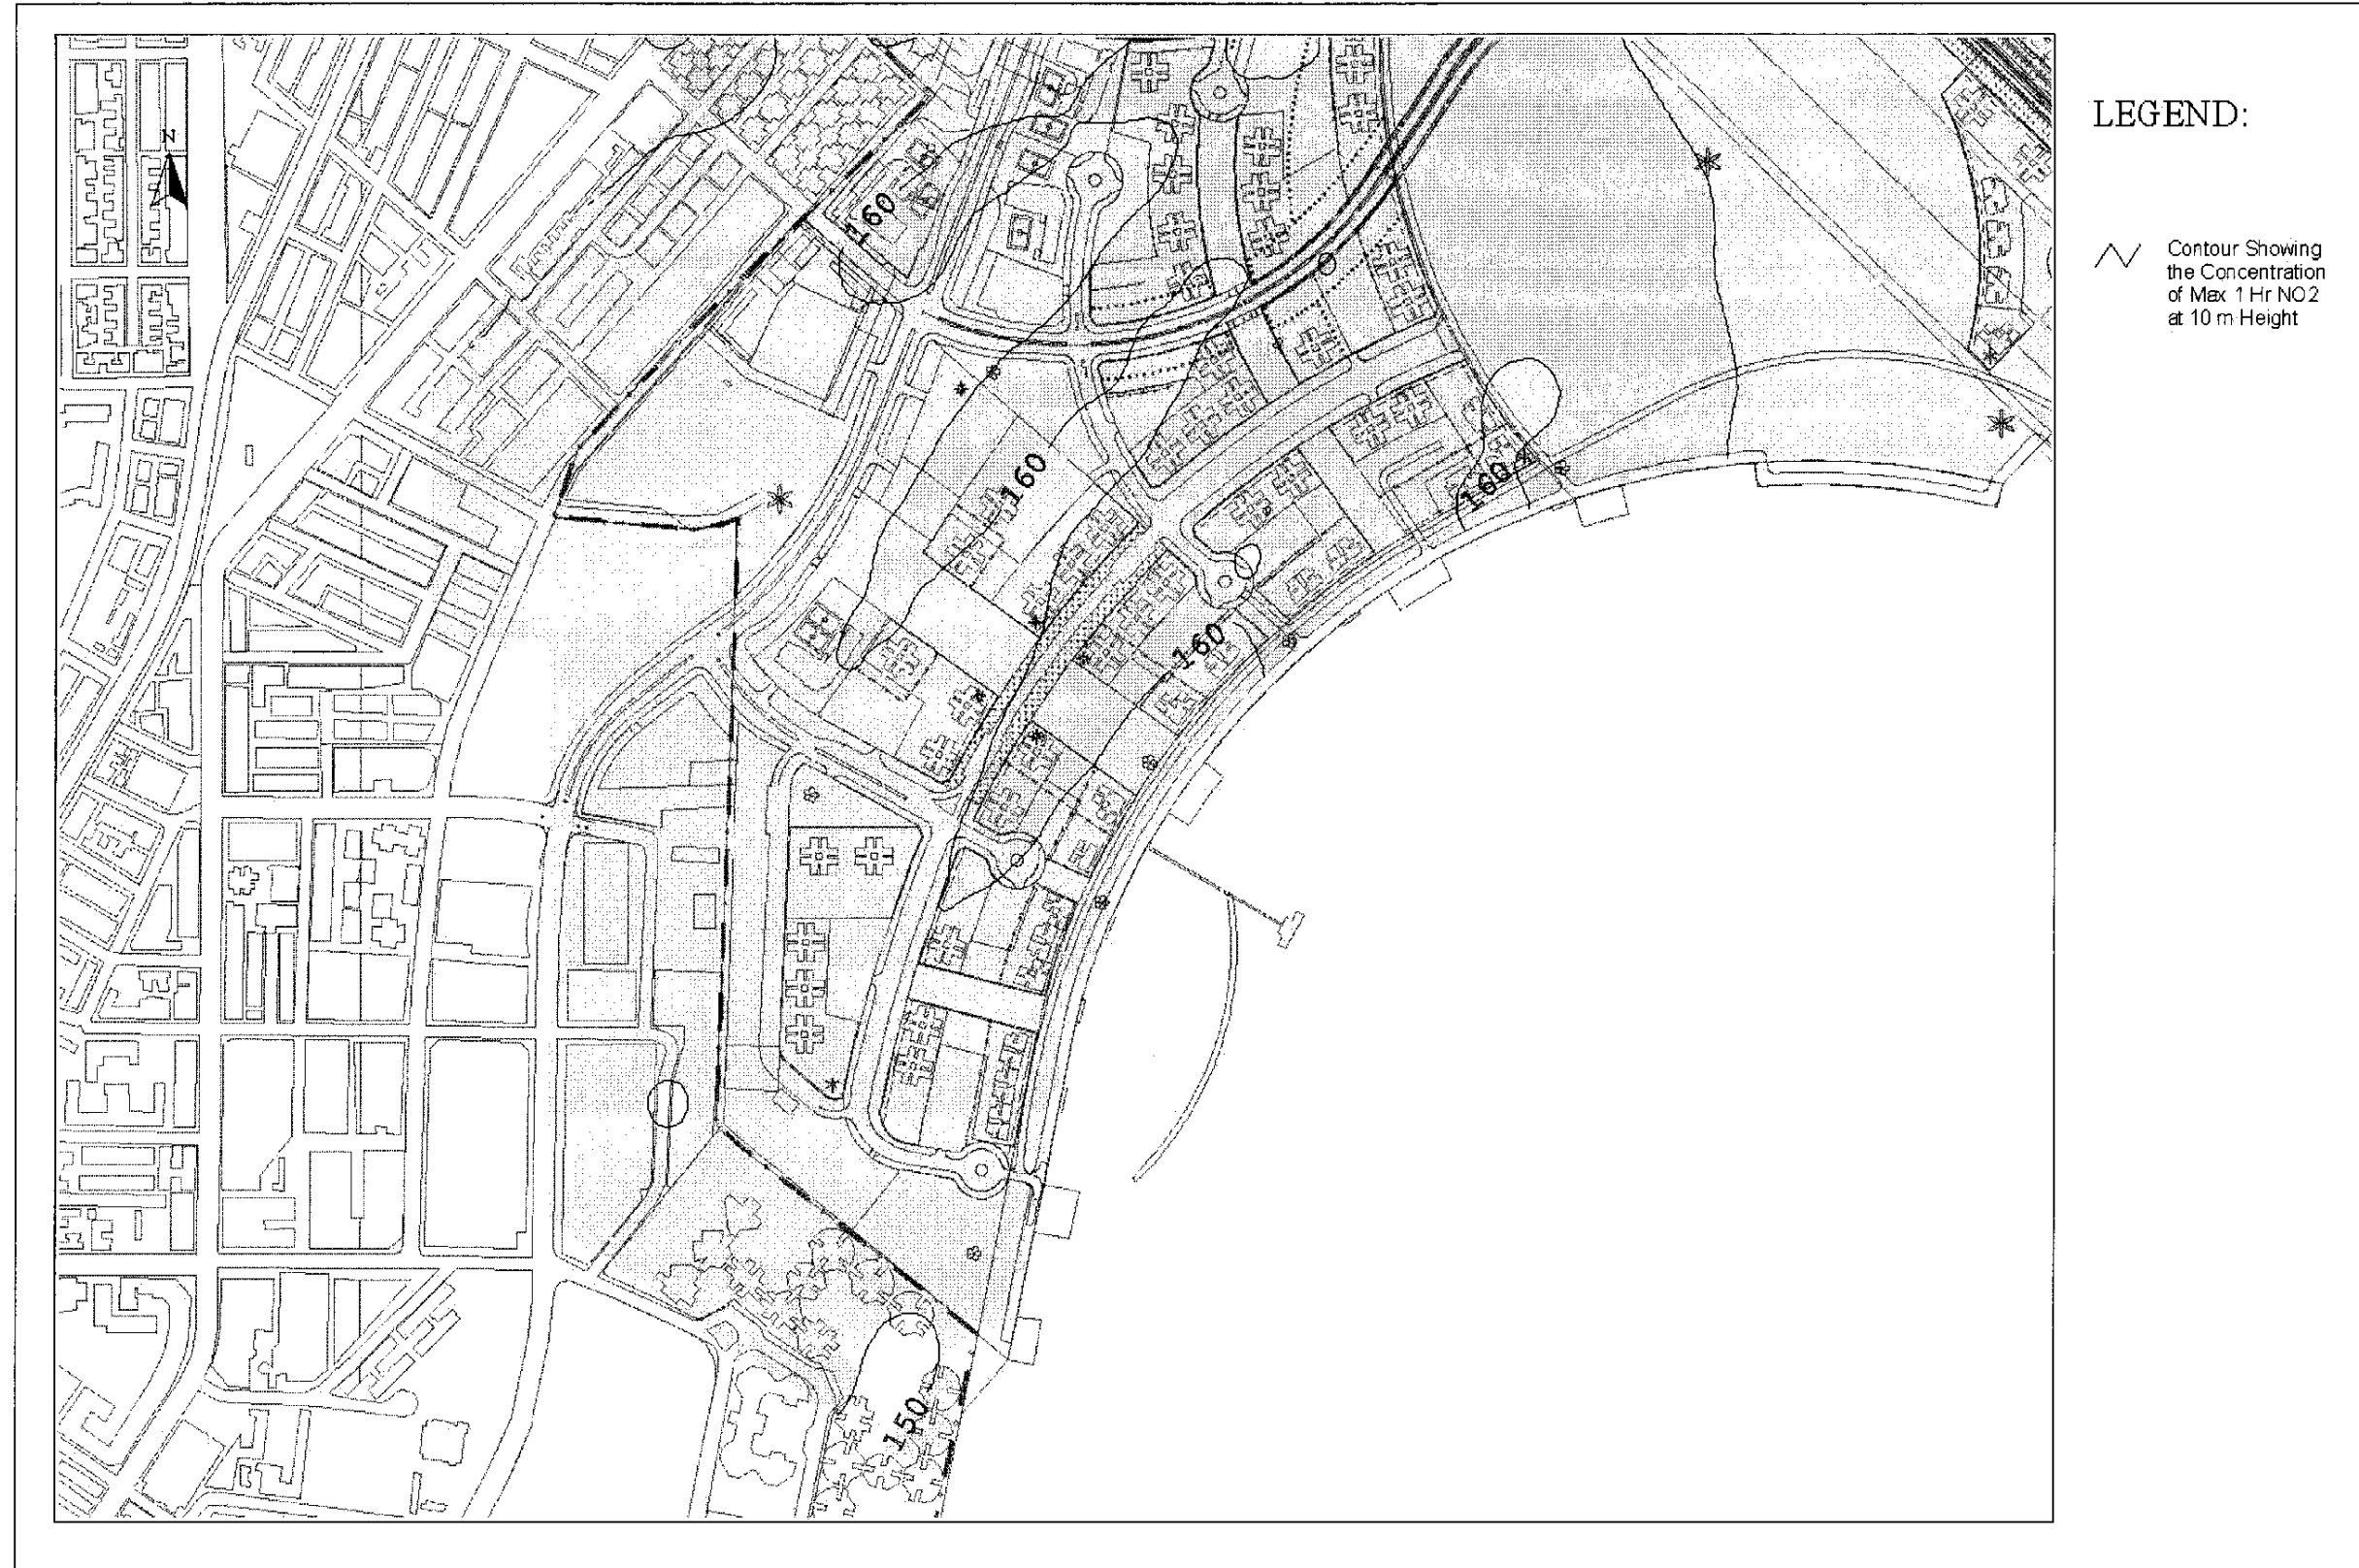 LEGEND:
N
Contour Showing
the Concentration
of Max 1 Hr NO2
at 10 m Height
160
160
160
160
150